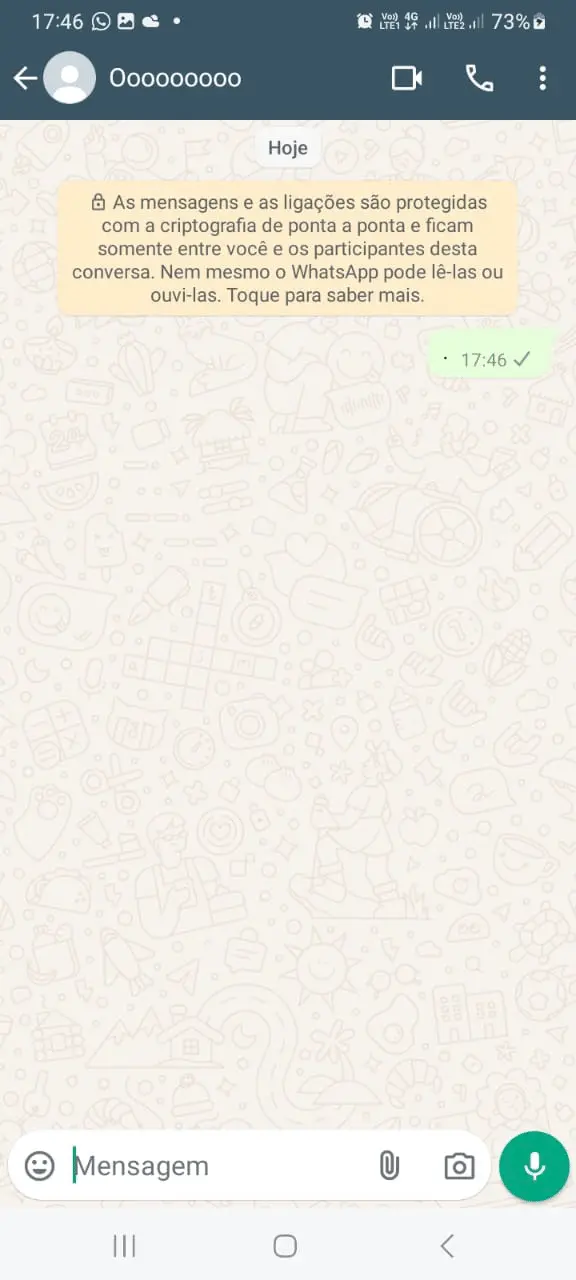 17:46 Vo)) LTE1 4G Vo)) LTE2 73%
Ooooooooo
Hoje
As mensagens e as ligações são protegidas
com a criptografia de ponta a ponta e ficam
somente entre você e os participantes desta
conversa. Nem mesmo o WhatsApp pode lê-las ou
ouvi-las. Toque para saber mais.
. 17:46
Mensagem